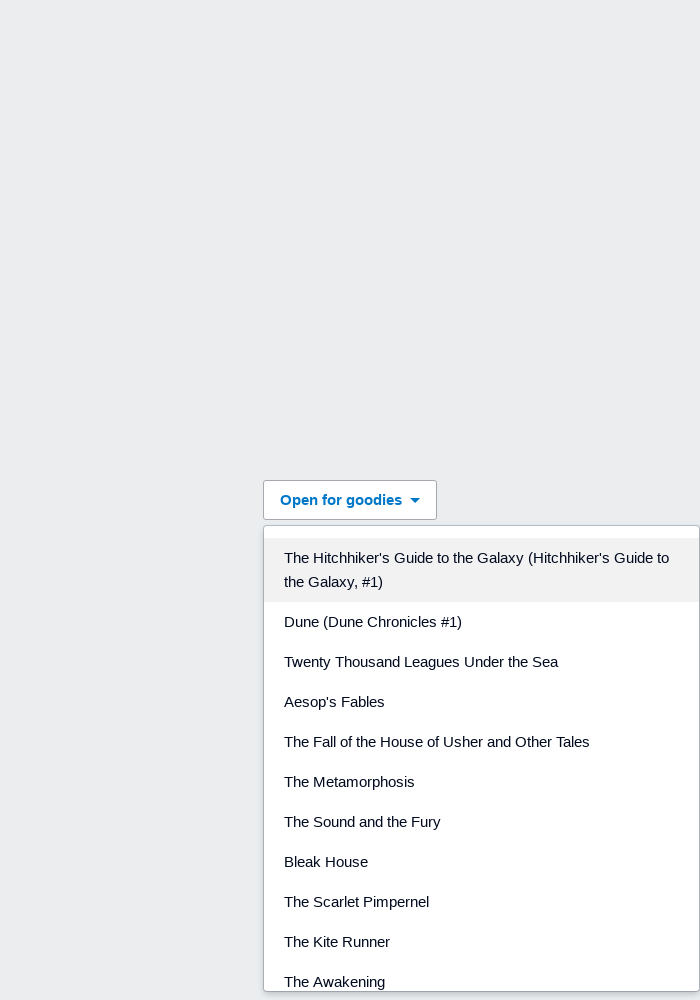 Open for goodies
The Hitchhiker's Guide to the Galaxy (Hitchhiker's Guide to
the Galaxy, #1)
Dune (Dune Chronicles #1)
Twenty Thousand Leagues Under the Sea
Aesop's Fables
The Fall of the House of Usher and Other Tales
The Metamorphosis
The Sound and the Fury
Bleak House
The Scarlet Pimpernel
The Kite Runner
The Awakening